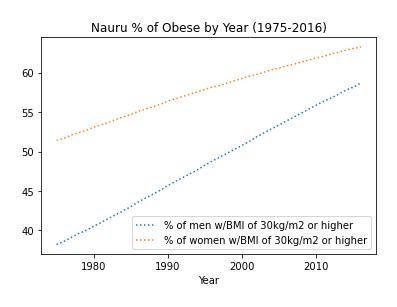 Nauru % of Obese by Year (1975-2016)
60
55
50
45
40
% of men w/BMI of 30kg/m2 or higher
% of women w/BMI of 30kg/m2 or higher
1980 1990 2000 2010
Year